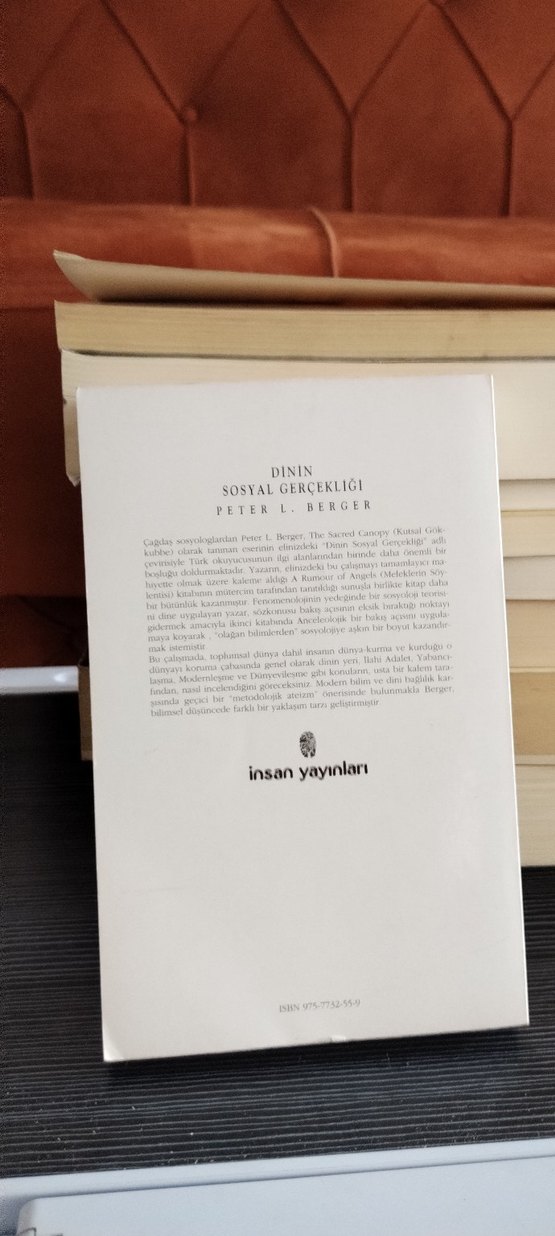 DİNİN
SOSYAL GERÇEKLİĞİ
PETER L. BERGER
Çağdaş sosyologlardan Peter L. Berger, The Sacred Canopy (Kutsal Gök-
kubbe) olarak tanınan eserinin elinizdeki "Dinin Sosyal Gerçekliği" adlı
çevirisiyle Türk okuyucusunun ilgi alanlarından birinde daha önemli bir
boşluğu doldurmaktadır. Yazarın, elinizdeki bu çalışmayı tamamlayıcı ma-
hiyette olmak üzere kaleme aldığı A Rumour of Angels (Meleklerin Söy-
lentisi) kitabının mütercim tarafından tanıtıldığı sunuşla birlikte kitap daha
bir bütünlük kazanmıştır. Fenomenolojinin yedeğinde bir sosyoloji teorisi-
ni dine uygulayan yazar, sözkonusu bakış açısının eksik bıraktığı noktayı
gidermek amacıyla ikinci kitabında Anceleolojik bir bakış açısını uygula-
maya koyarak , "olağan bilimlerden" sosyolojiye aşkın bir boyut kazandır-
mak istemiştir.
Bu çalışmada, toplumsal dünya dahil insanın dünya-kurma ve kurduğu o
dünyayı koruma çabasında genel olarak dinin yeri, İlahi Adalet, Yabancı-
laşma, Modernleşme ve Dünyevileşme gibi konuların, usta bir kalem tara-
fından, nasıl incelendiğini göreceksiniz. Modern bilim ve dini bağlılık kar-
şısında geçici bir "metodolojik ateizm" önerisinde bulunmakla Berger,
bilimsel düşüncede farklı bir yaklaşım tarzı geliştirmiştir.
insan yayınları
ISBN 975-7732-55-9